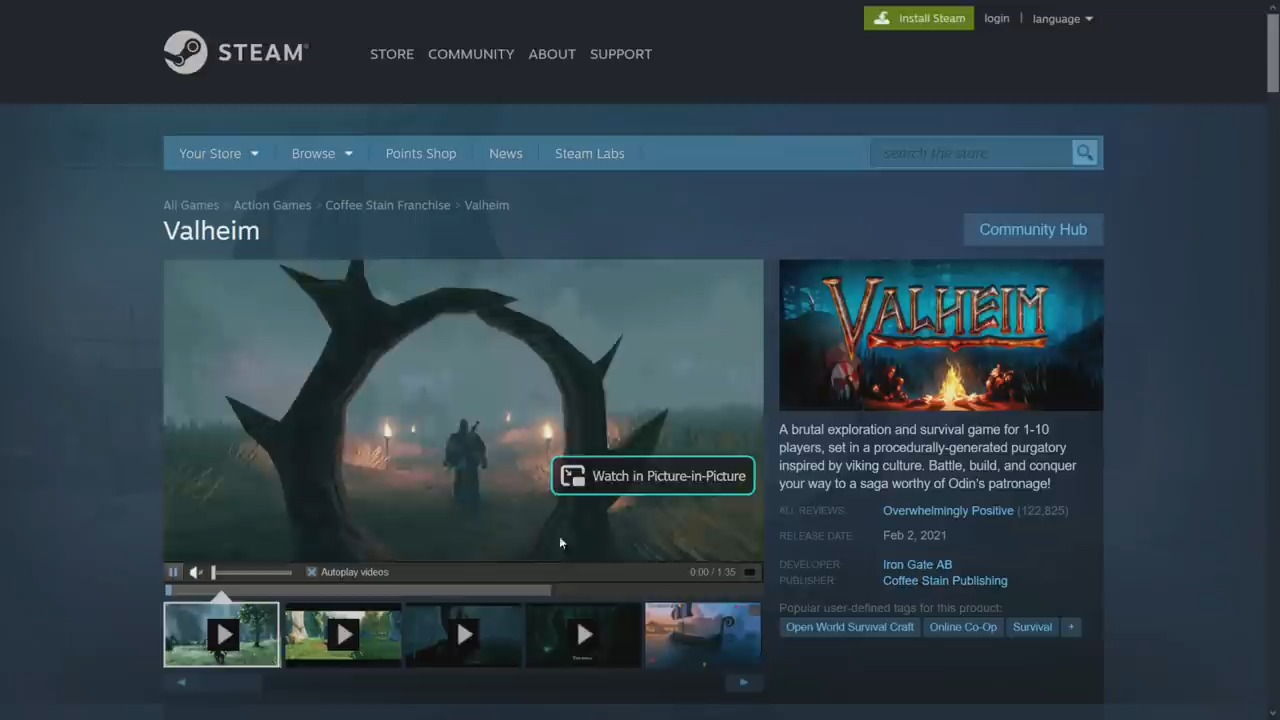 Install Steam login | language
STEAM STORE COMMUNITY ABOUT SUPPORT
Your Store Browse Points Shop News Steam Labs search the store
All Games > Action Games > Coffee Stain Franchise > Valheim
Valheim
Community Hub
VALHEIM
Watch in Picture-in-Picture
Autoplay videos 0:00 / 1:35
A brutal exploration and survival game for 1-10
players, set in a procedurally-generated purgatory
inspired by viking culture. Battle, build, and conquer
your way to a saga worthy of Odin's patronage!
ALL REVIEWS: Overwhelmingly Positive (122,825)
RELEASE DATE: Feb 2, 2021
DEVELOPER: Iron Gate AB
PUBLISHER: Coffee Stain Publishing
Popular user-defined tags for this product:
Open World Survival Craft Online Co-Op Survival +